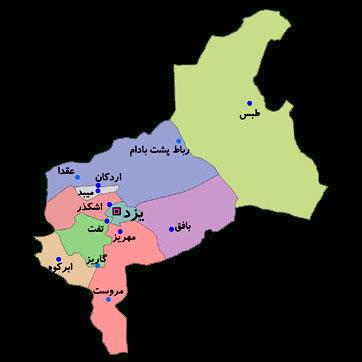 طبس
رباط پشت بادام
عقدا
اردکان
میبد
اشکذر
یزد
تفت
مهریز
بافق
ابرکوه
گاریز
مروست